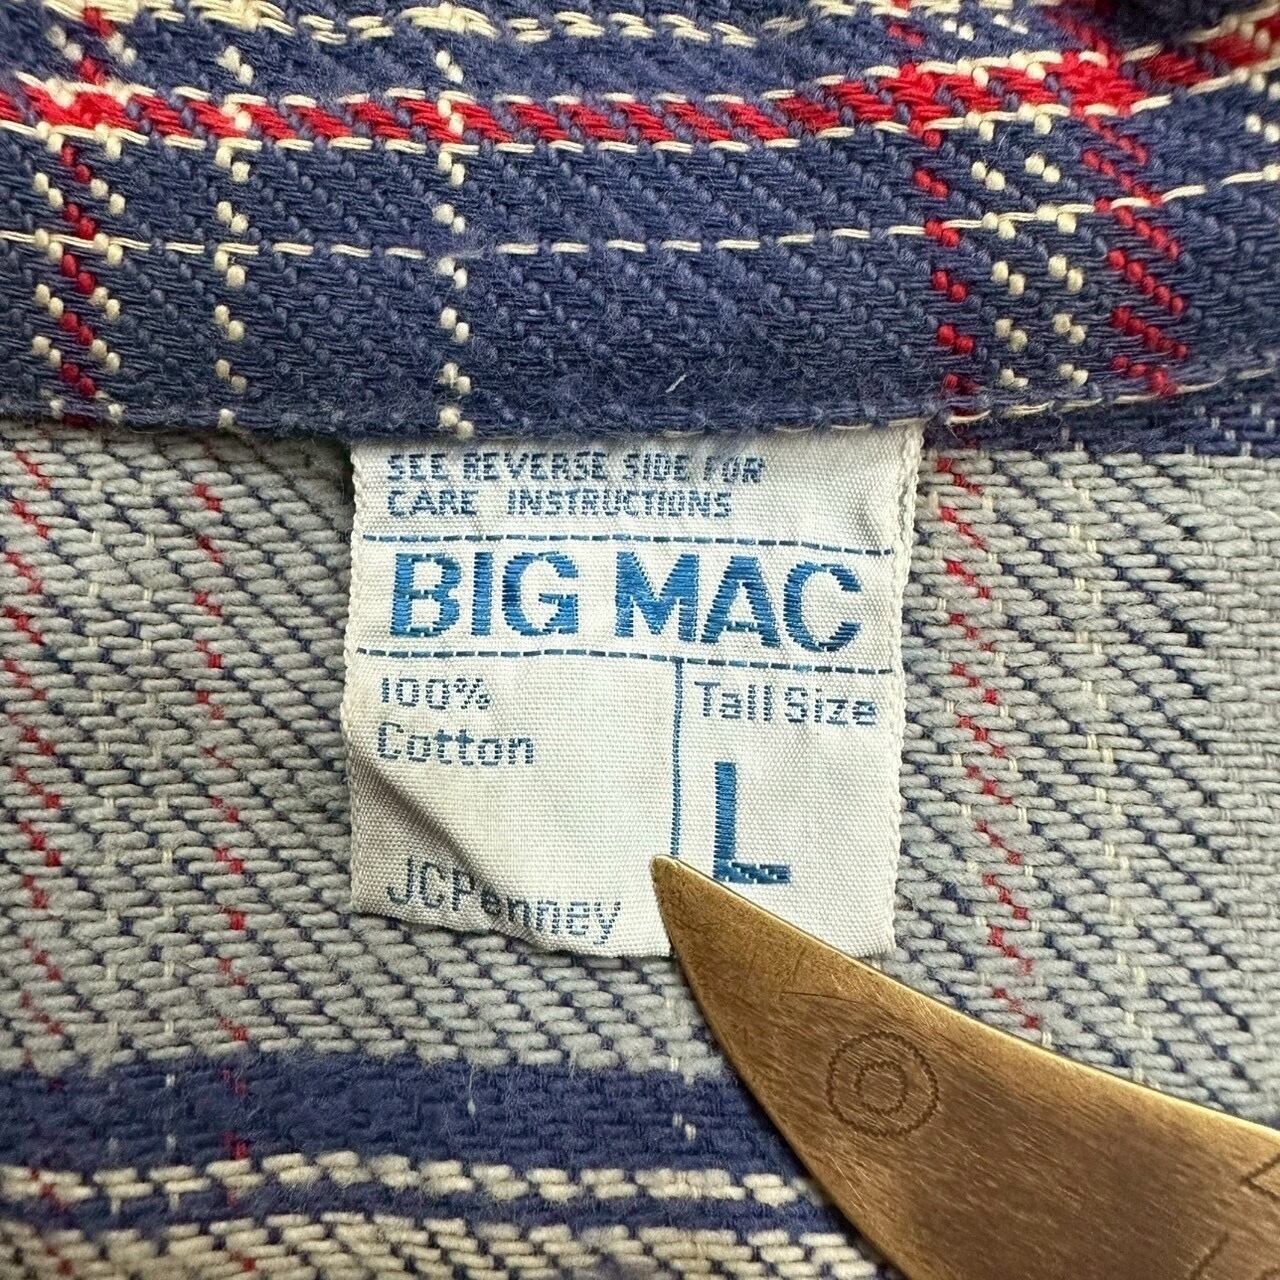 SEE REVERSE SIDE FOR
CARE INSTRUCTIONS
BIG MAC
100%
Cotton
Tall Size
L
JCPenney